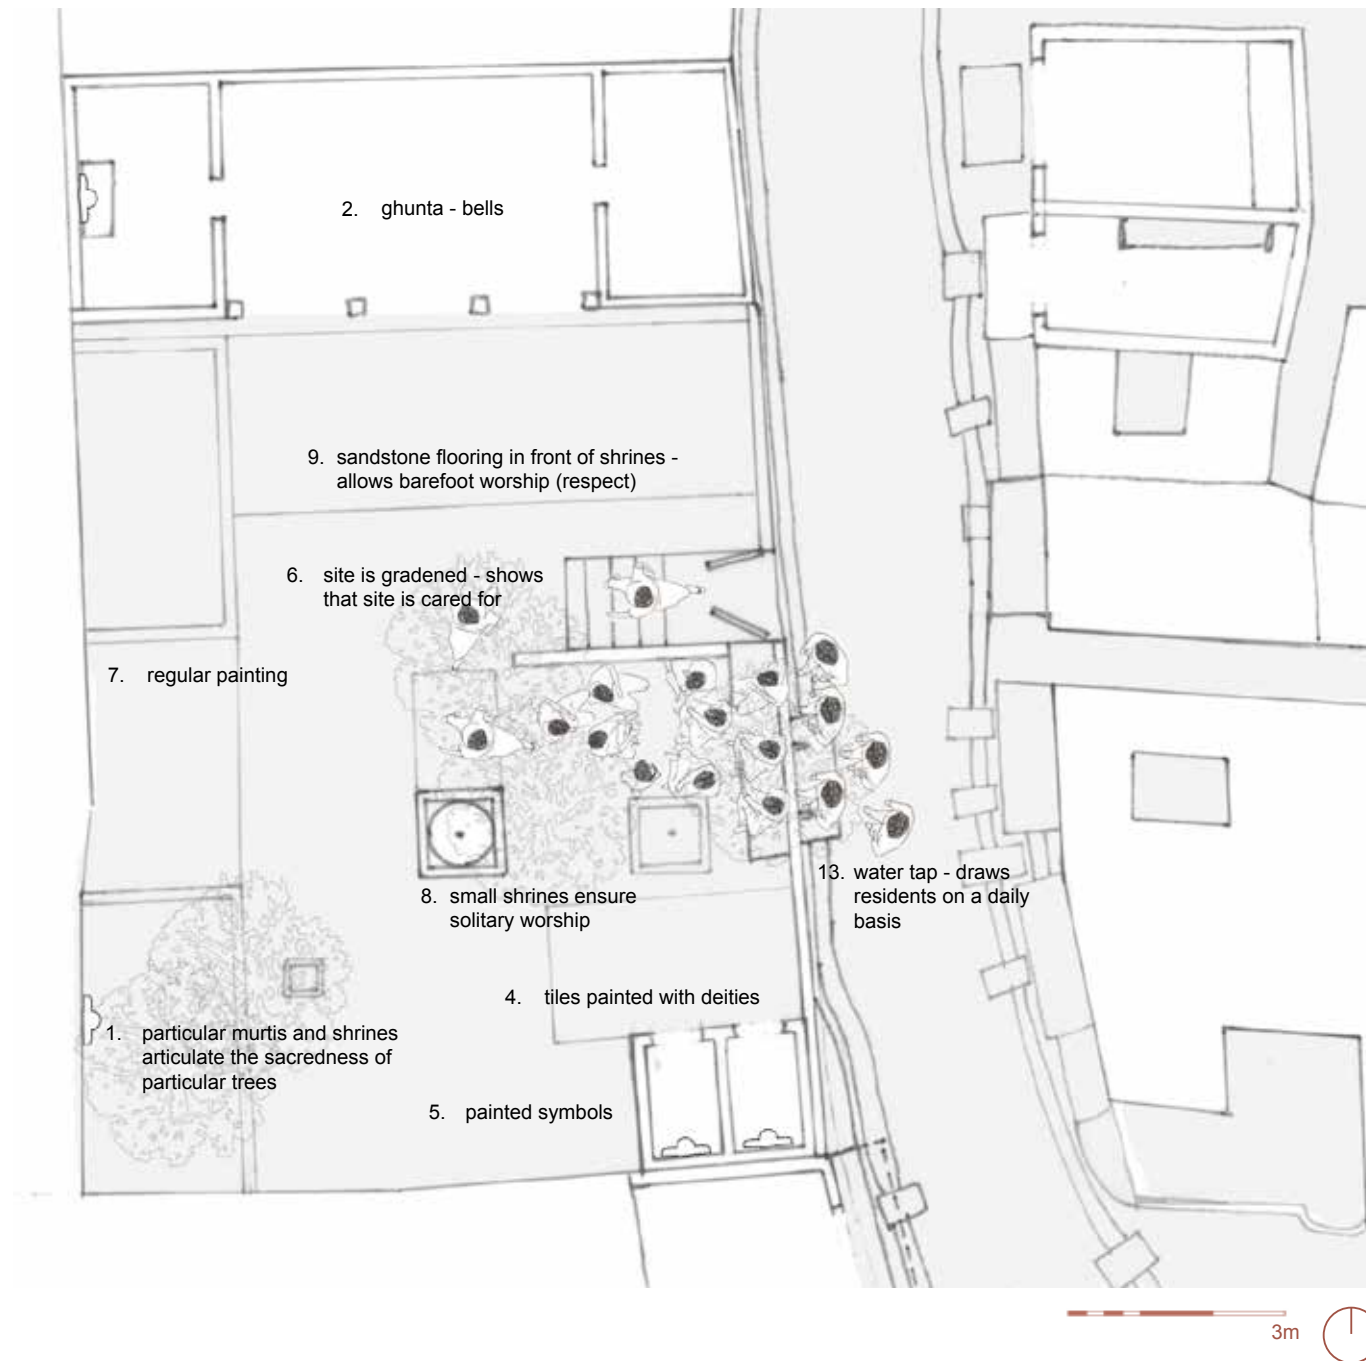 2. ghunta - bells
9. sandstone flooring in front of shrines -
allows barefoot worship (respect)
6. site is gradened - shows
that site is cared for
7. regular painting
13. water tap - draws
residents on a daily
basis
8. small shrines ensure
solitary worship
4. tiles painted with deities
1. particular murtis and shrines
articulate the sacredness of
particular trees
5. painted symbols
3m